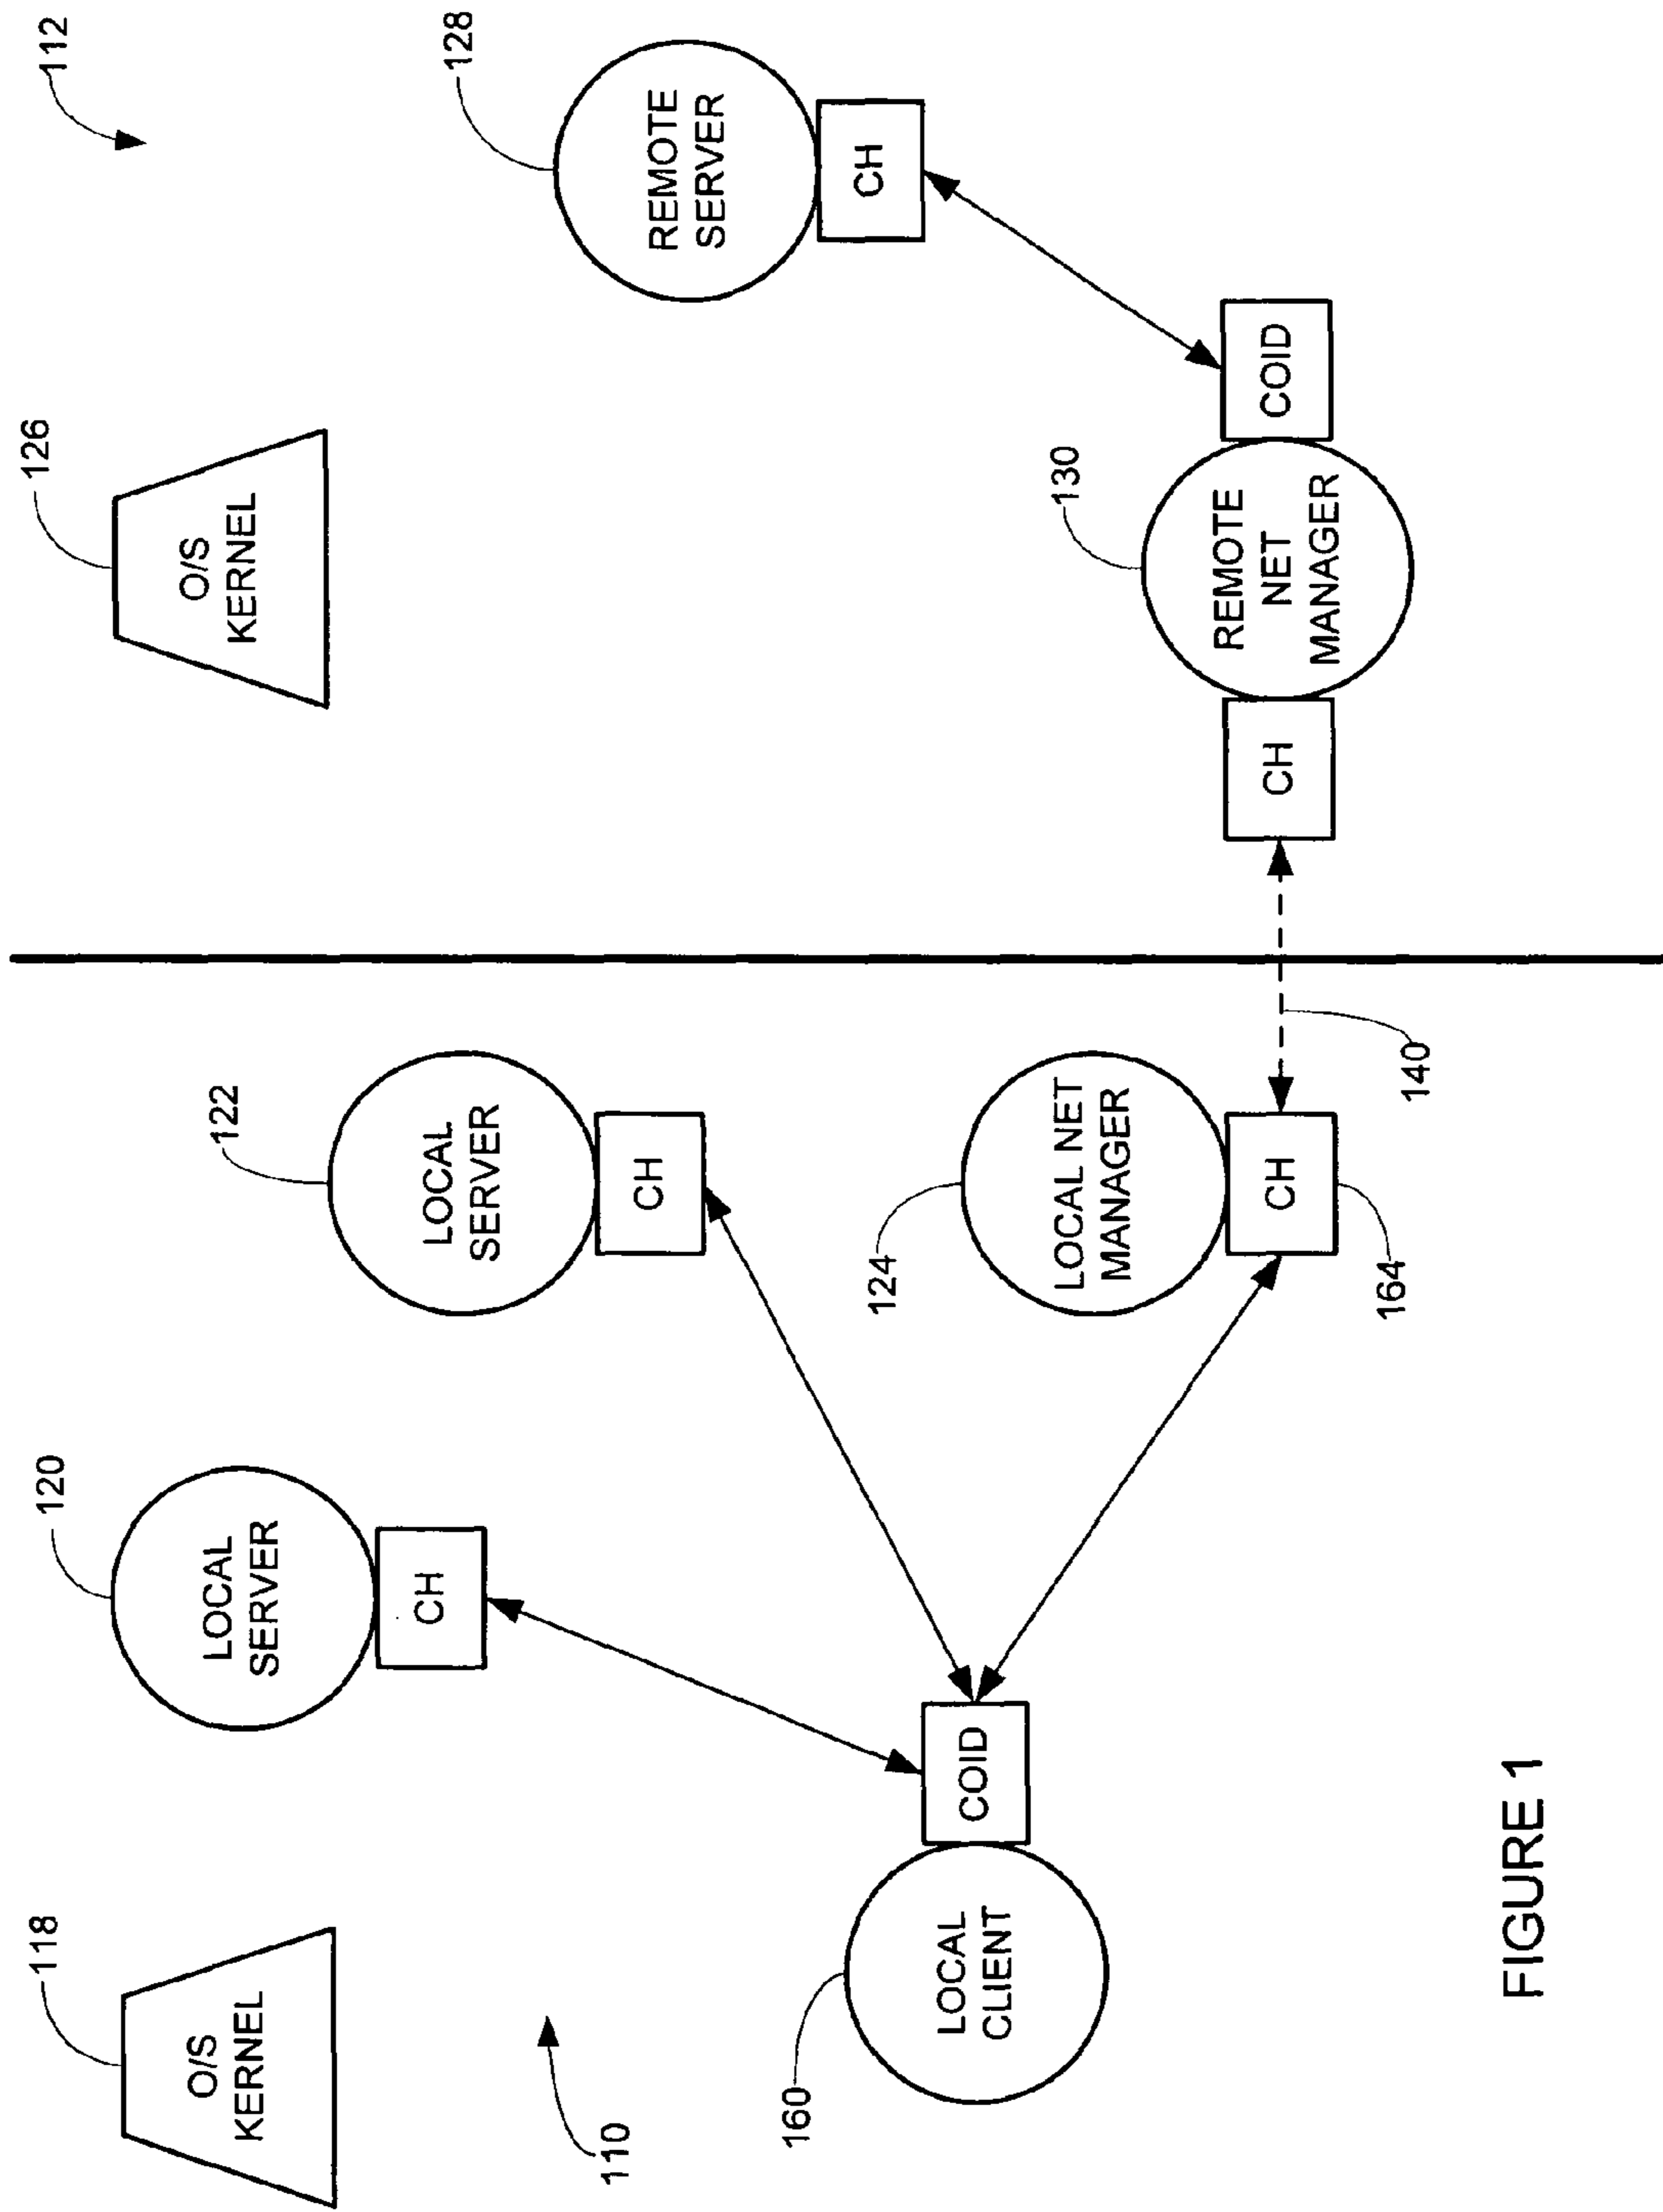 118
O/S
KERNEL
110
120
LOCAL
SERVER
CH
122
LOCAL
SERVER
CH
160
LOCAL
CLIENT
COID
124
LOCAL NET
MANAGER
CH
164
140
126
O/S
KERNEL
112
128
REMOTE
SERVER
CH
130
REMOTE
NET
MANAGER
CH
COID
FIGURE 1